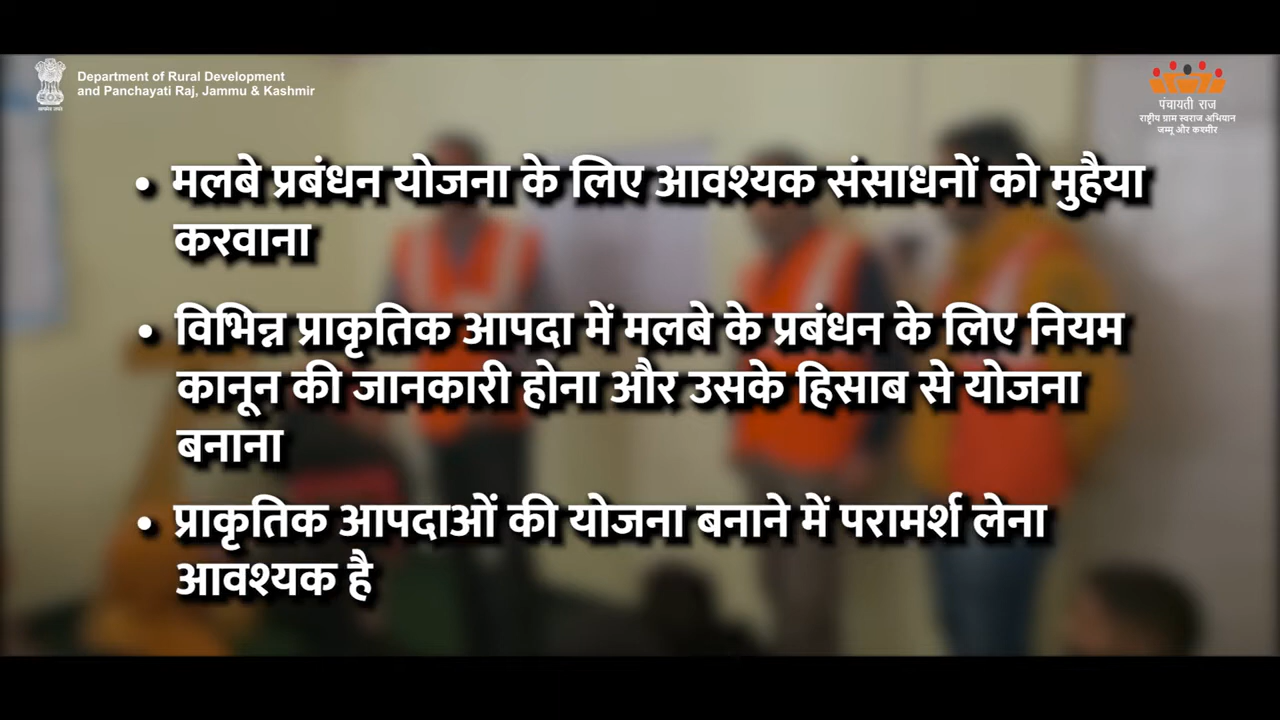 Department of Rural Development
and Panchayati Raj, Jammu & Kashmir
पंचायती राज
राष्ट्रीय ग्राम स्वराज अभियान
जम्मू और कश्मीर
• मलबे प्रबंधन योजना के लिए आवश्यक संसाधनों को मुहैया
करवाना
• विभिन्न प्राकृतिक आपदा में मलबे के प्रबंधन के लिए नियम
कानून की जानकारी होना और उसके हिसाब से योजना
बनाना
• प्राकृतिक आपदाओं की योजना बनाने में परामर्श लेना
आवश्यक है